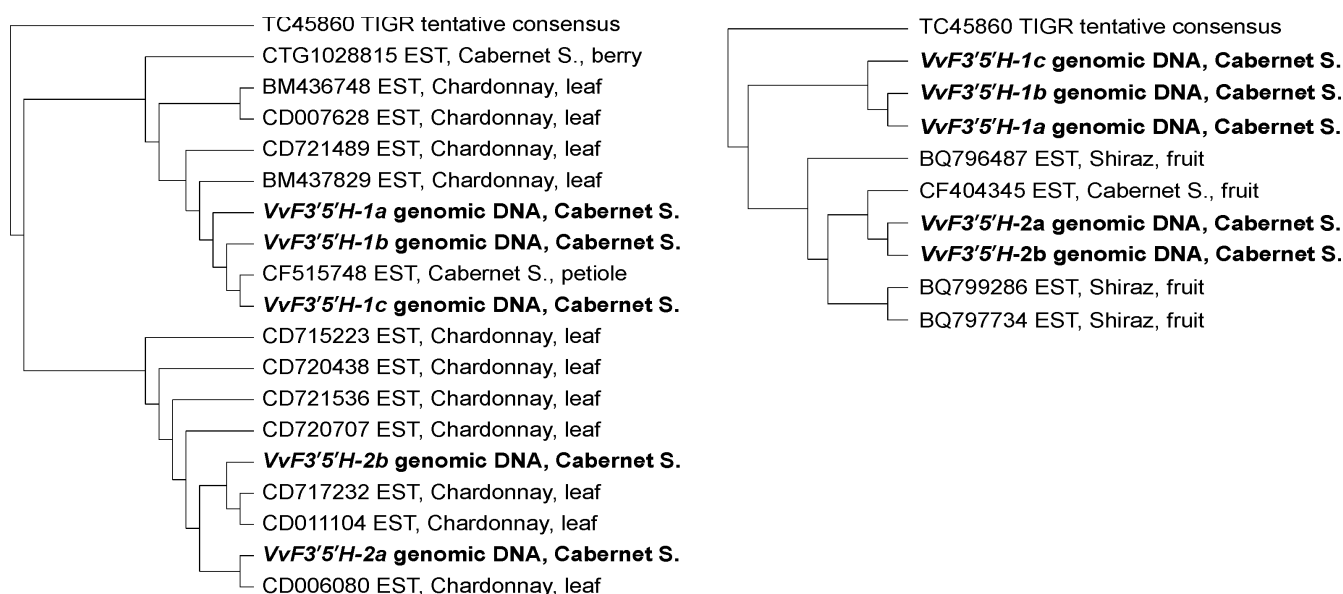 TC45860 TIGR tentative consensus
CTG1028815 EST, Cabernet S., berry
BM436748 EST, Chardonnay, leaf
CD007628 EST, Chardonnay, leaf
CD721489 EST, Chardonnay, leaf
BM437829 EST, Chardonnay, leaf
VvF3′5′H-1a genomic DNA, Cabernet S.
VvF3′5′H-1b genomic DNA, Cabernet S.
CF515748 EST, Cabernet S., petiole
VvF3′5′H-1c genomic DNA, Cabernet S.
CD715223 EST, Chardonnay, leaf
CD720438 EST, Chardonnay, leaf
CD721536 EST, Chardonnay, leaf
CD720707 EST, Chardonnay, leaf
VvF3′5′H-2b genomic DNA, Cabernet S.
CD717232 EST, Chardonnay, leaf
CD011104 EST, Chardonnay, leaf
VvF3′5′H-2a genomic DNA, Cabernet S.
CD006080 EST, Chardonnay, leaf
TC45860 TIGR tentative consensus
VvF3′5′H-1c genomic DNA, Cabernet S.
VvF3′5′H-1b genomic DNA, Cabernet S.
VvF3′5′H-1a genomic DNA, Cabernet S.
BQ796487 EST, Shiraz, fruit
CF404345 EST, Cabernet S., fruit
VvF3′5′H-2a genomic DNA, Cabernet S.
VvF3′5′H-2b genomic DNA, Cabernet S.
BQ799286 EST, Shiraz, fruit
BQ797734 EST, Shiraz, fruit